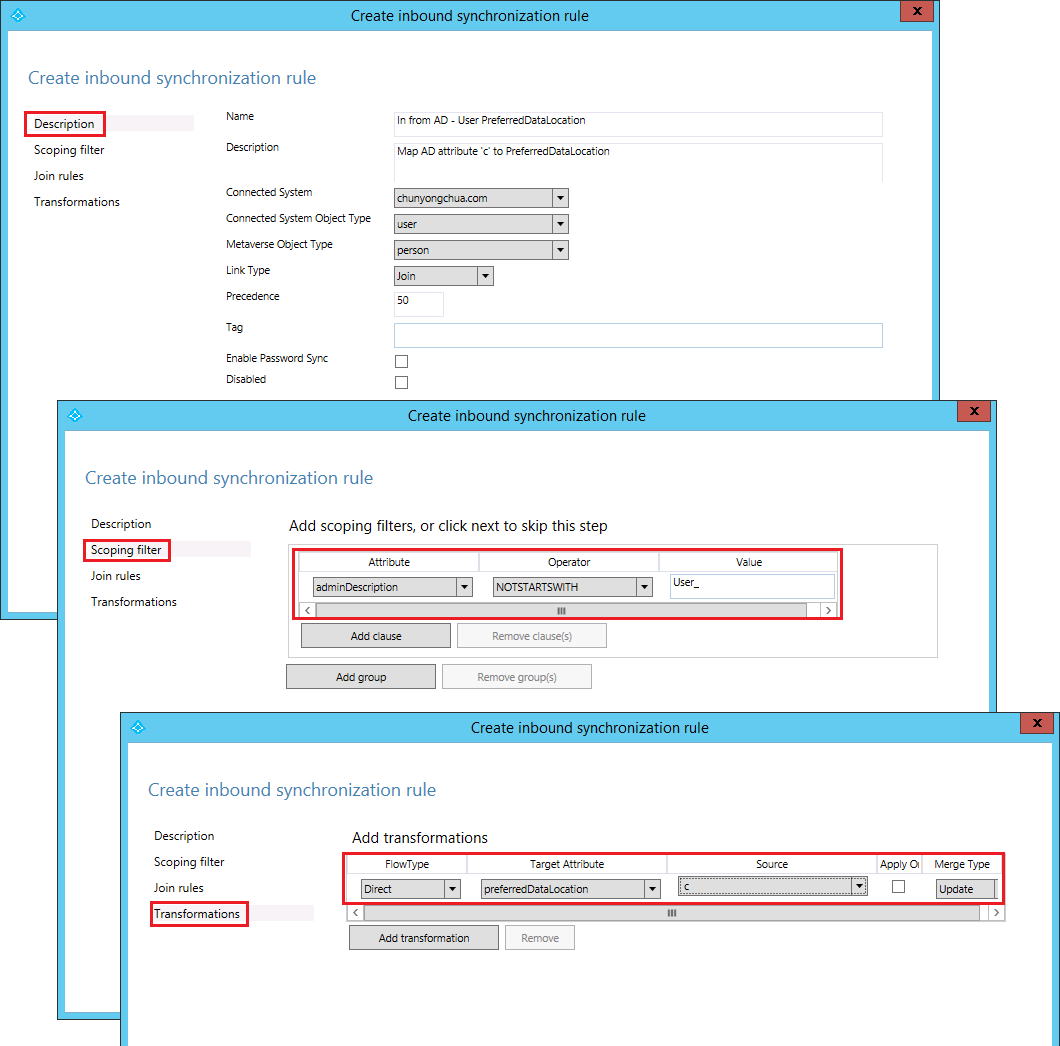 Create inbound synchronization rule
x
Create inbound synchronization rule
Description
Scoping filter
Join rules
Transformations
Name
In from AD - User PreferredDataLocation
Description
Map AD attribute 'c' to PreferredDataLocation
Connected System
chunyongchua.com
Connected System Object Type
user
Metaverse Object Type
person
Link Type
Join
Precedence
50
Tag
Enable Password Sync
Disabled
Create inbound synchronization rule
x
Create inbound synchronization rule
Description
Scoping filter
Join rules
Transformations
Add scoping filters, or click next to skip this step
Attribute Operator Value
adminDescription NOTSTARTSWITH User_
Add clause Remove clause(s)
Add group Remove group(s)
Create inbound synchronization rule
x
Create inbound synchronization rule
Description
Scoping filter
Join rules
Transformations
Add transformations
FlowType Target Attribute Source Apply O Merge Type
Direct preferredDataLocation c Update
Add transformation Remove